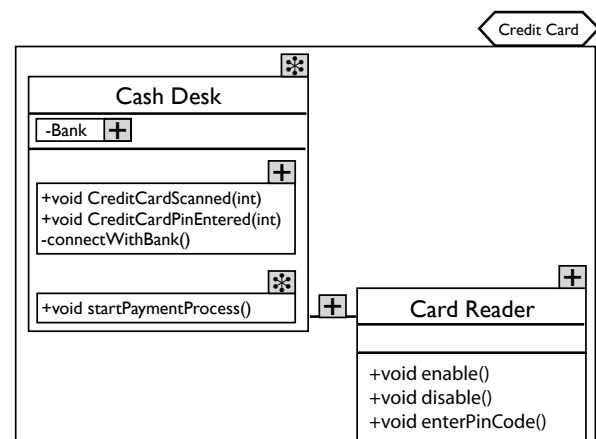 Credit Card
Cash Desk
-Bank +
+
+void CreditCardScanned(int)
+void CreditCardPinEntered(int)
-connectWithBank()
+void startPaymentProcess()
+
+
Card Reader
+void enable()
+void disable()
+void enterPinCode()